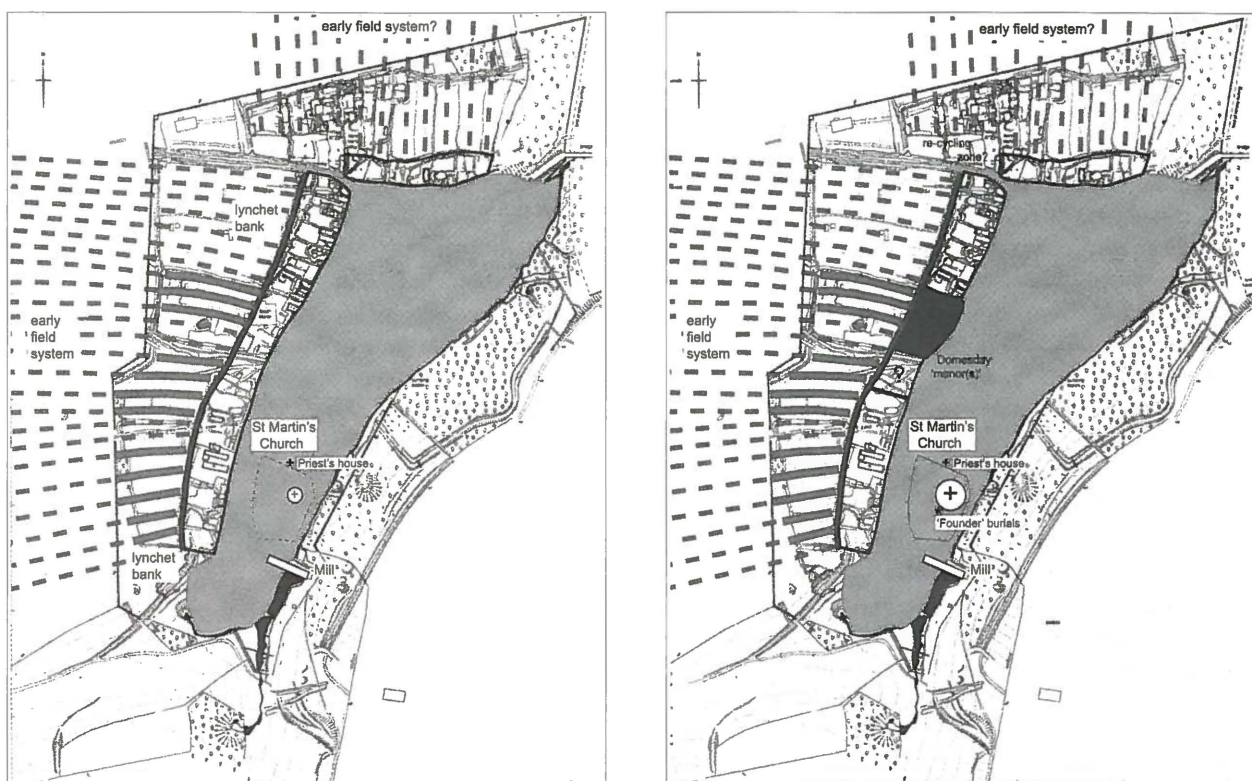 early field system?
lynchet
bank
early
field
system
St Martin's
Church
Priest's house
lynchet
bank
Mill
early field system?
re-cycling
zone?
early
field
system
'Domesday
'manor(s)'
St Martin's
Church
Priest's house
'Founder' burials
Mill